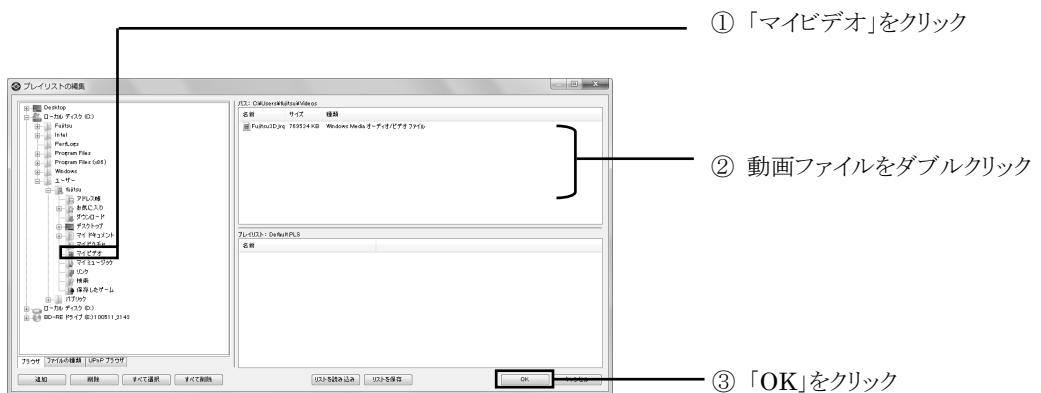 ① 「マイビデオ」をクリック
プレイリストの編集
Desktop
ローカル ディスク (C:)
Fujitsu
Intel
PerfLogs
Program Files
Program Files (x86)
Windows
ユーザー
fujitsu
アドレス帳
お気に入り
ダウンロード
デスクトップ
マイ ドキュメント
マイ ピクチャ
マイ ビデオ
マイ ミュージック
リンク
検索
保存したゲーム
パブリック
ローカル ディスク (D:)
BD-RE ドライブ (E:) 100511_2143
ブラウザ ファイルの種類 UPnP ブラウザ
パス: C:¥Users¥fujitsu¥Videos
名前 サイズ 種類
Fujitsu3D.jrq 769524 KB Windows Media オーディオ/ビデオ ファイル
② 動画ファイルをダブルクリック
プレイリスト: Default.PLS
名前
追加 削除 すべて選択 すべて削除 リストを読み込み リストを保存 OK キャンセル
③ 「OK」をクリック